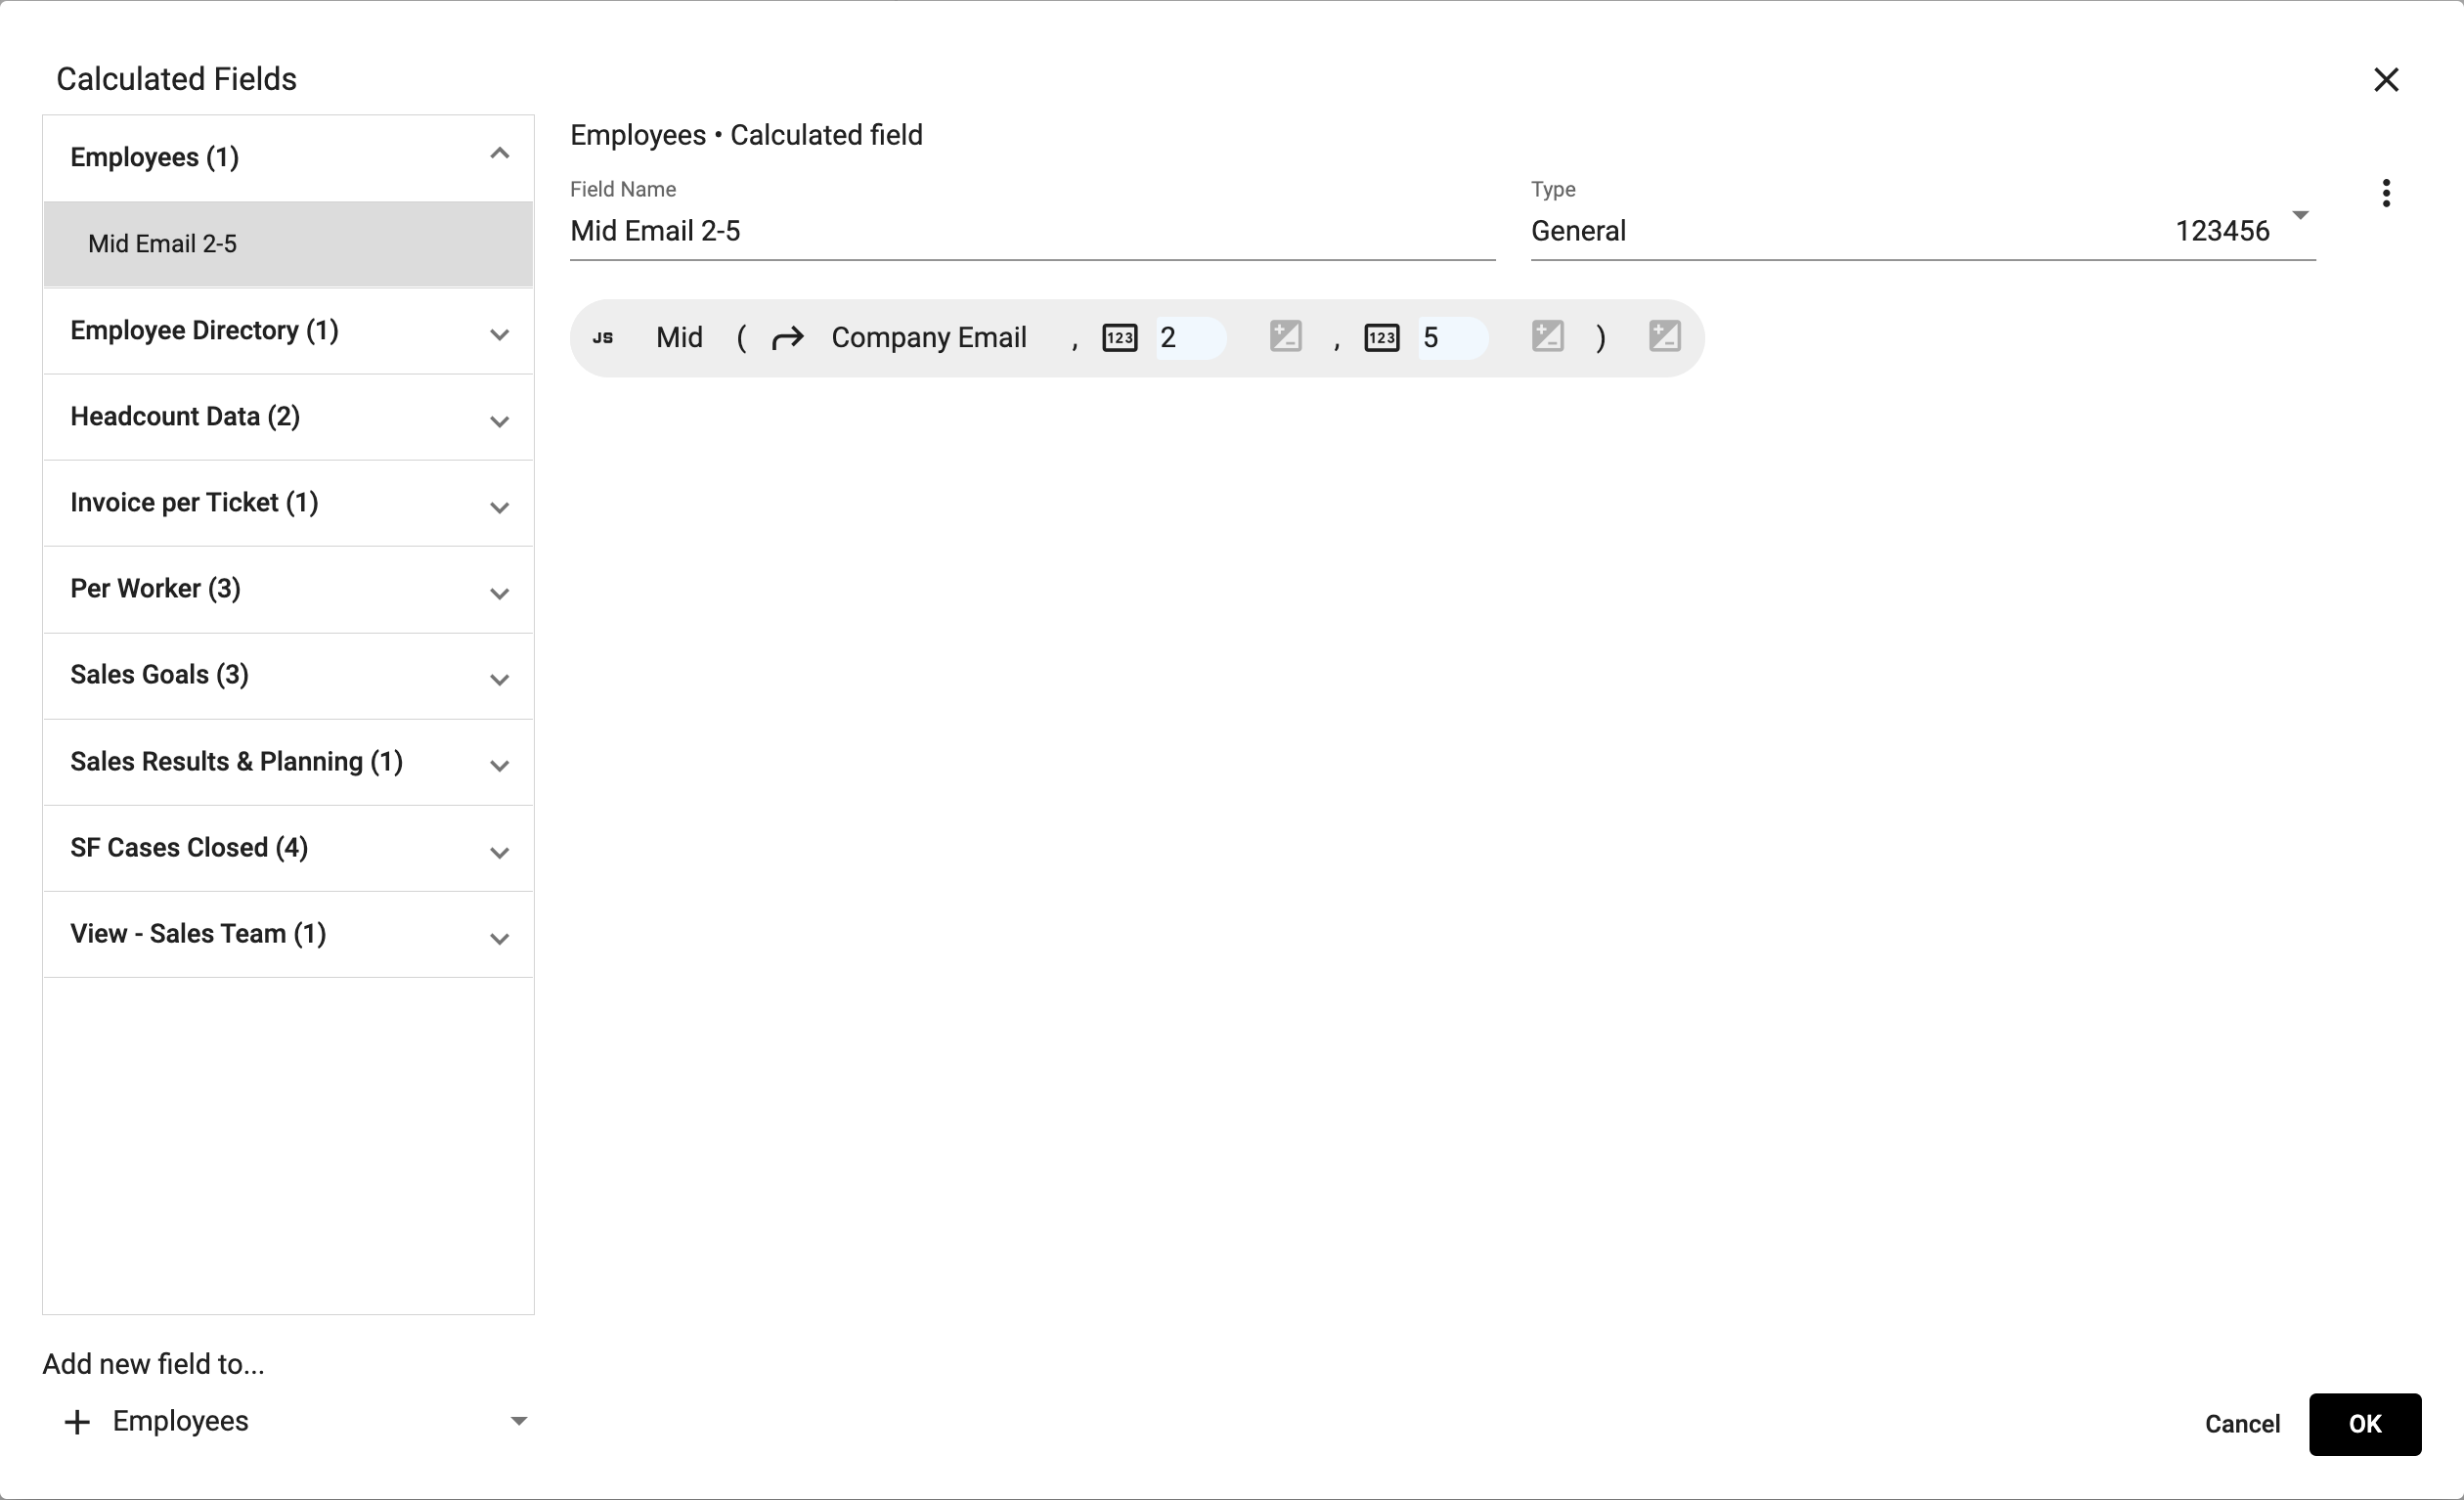 Calculated Fields
Employees (1)
Mid Email 2-5
Employee Directory (1)
Headcount Data (2)
Invoice per Ticket (1)
Per Worker (3)
Sales Goals (3)
Sales Results & Planning (1)
SF Cases Closed (4)
View - Sales Team (1)
Add new field to...
Employees
Employees • Calculated field
Field Name
Mid Email 2-5
Type
General 123456
JS Mid ( Company Email , 123 2 , 123 5 )
Cancel OK